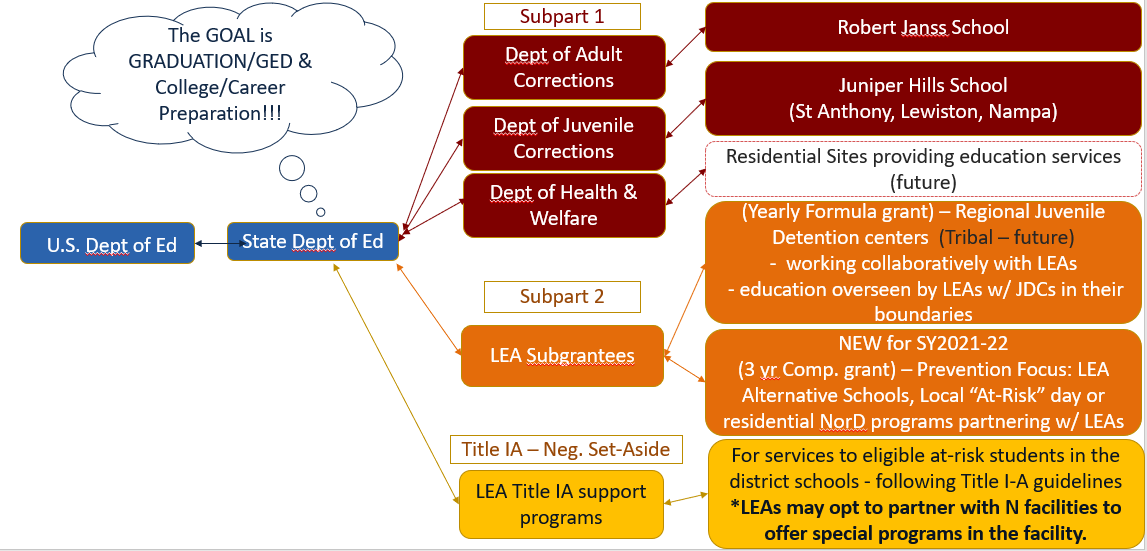 The GOAL is
GRADUATION/GED &
College/Career
Preparation!!!
U.S. Dept of Ed
State Dept of Ed
Subpart 1
Dept of Adult
Corrections
Robert Janss School
Dept of Juvenile
Corrections
Juniper Hills School
(St Anthony, Lewiston, Nampa)
Dept of Health &
Welfare
Residential Sites providing education services
(future)
Subpart 2
LEA Subgrantees
(Yearly Formula grant) – Regional Juvenile
Detention centers (Tribal – future)
- working collaboratively with LEAs
- education overseen by LEAs w/ JDCs in their
boundaries
NEW for SY2021-22
(3 yr Comp. grant) – Prevention Focus: LEA
Alternative Schools, Local “At-Risk” day or
residential NorD programs partnering w/ LEAs
Title IA – Neg. Set-Aside
LEA Title IA support
programs
For services to eligible at-risk students in the
district schools - following Title I-A guidelines
*LEAs may opt to partner with N facilities to
offer special programs in the facility.